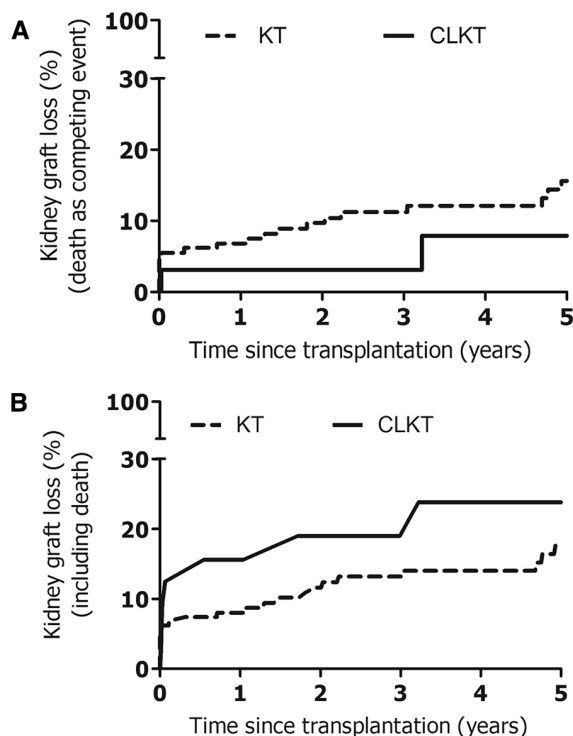 A
100
KT
CLKT
30
20
10
0
0 1 2 3 4 5
Kidney graft loss (%)
(death as competing event)
Time since transplantation (years)
B
100
KT
CLKT
30
20
10
0
0 1 2 3 4 5
Kidney graft loss (%)
(including death)
Time since transplantation (years)